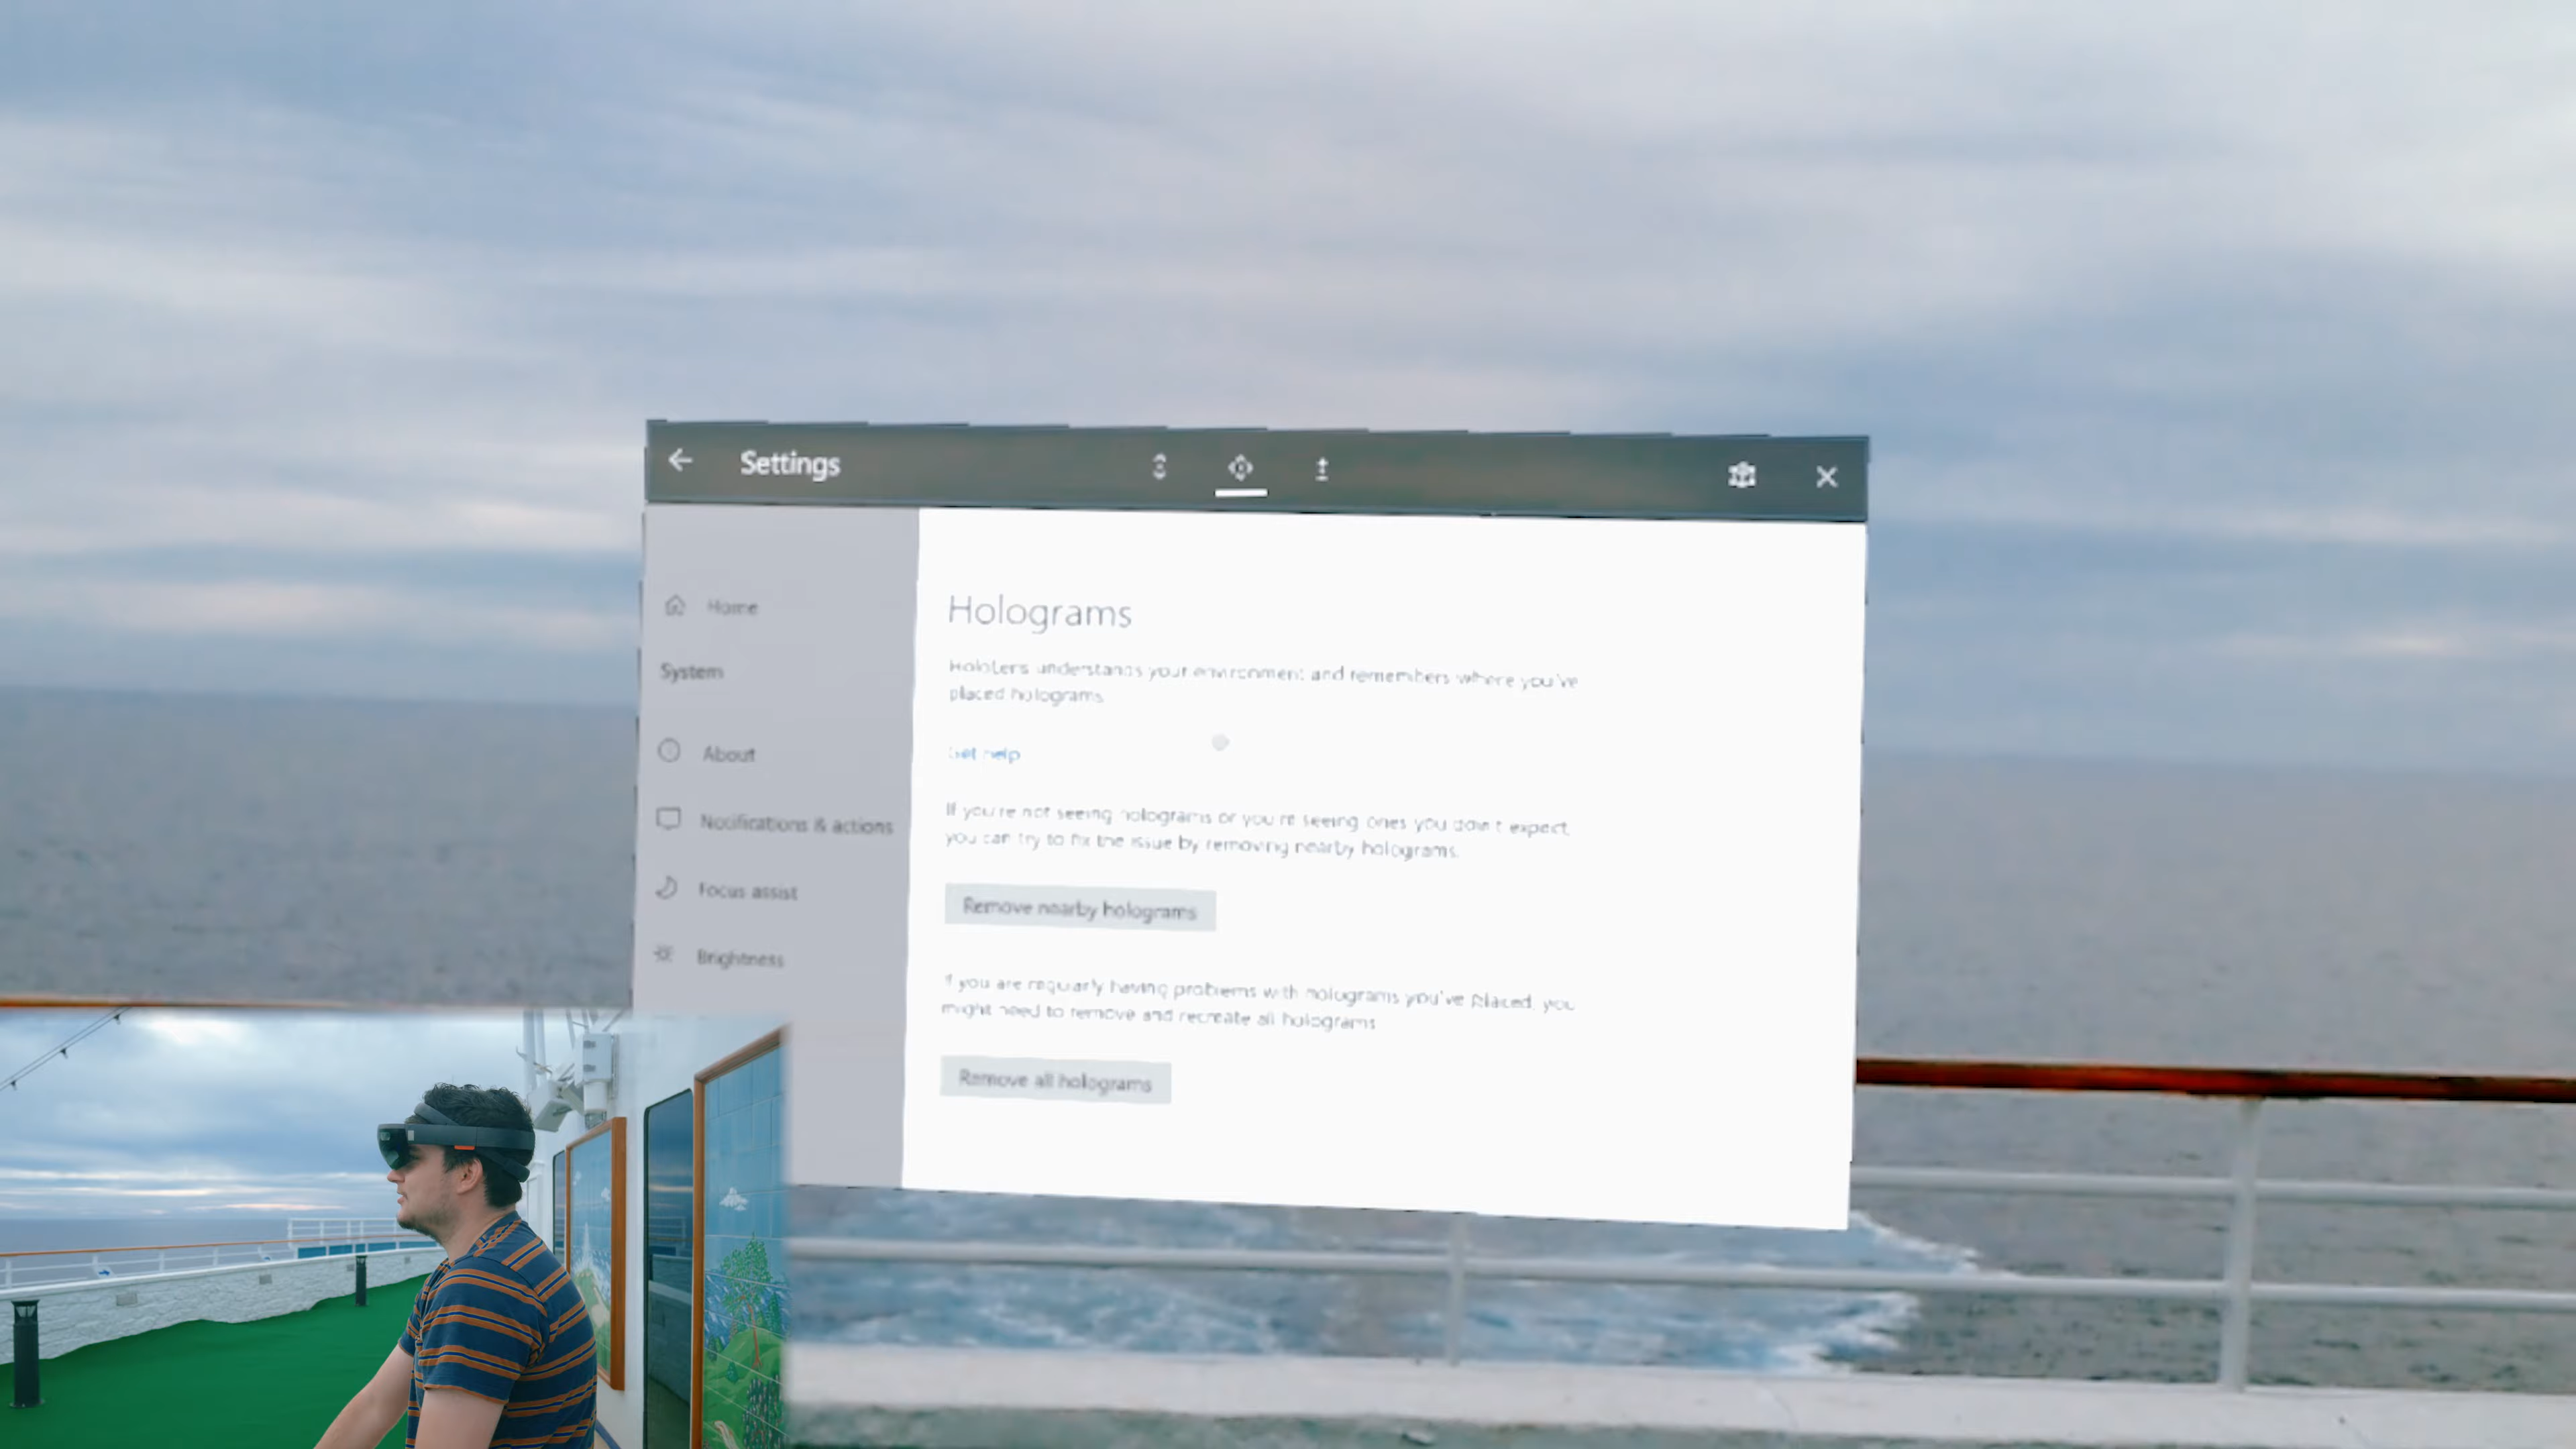 Settings
Home
System
About
Notifications & actions
Focus assist
Brightness
Holograms
HoloLens understands your environment and remembers where you've
placed holograms
Get help
If you're not seeing holograms or you're seeing ones you don't expect,
you can try to fix the issue by removing nearby holograms.
Remove nearby holograms
If you are regularly having problems with holograms you've placed, you
might need to remove and recreate all holograms
Remove all holograms